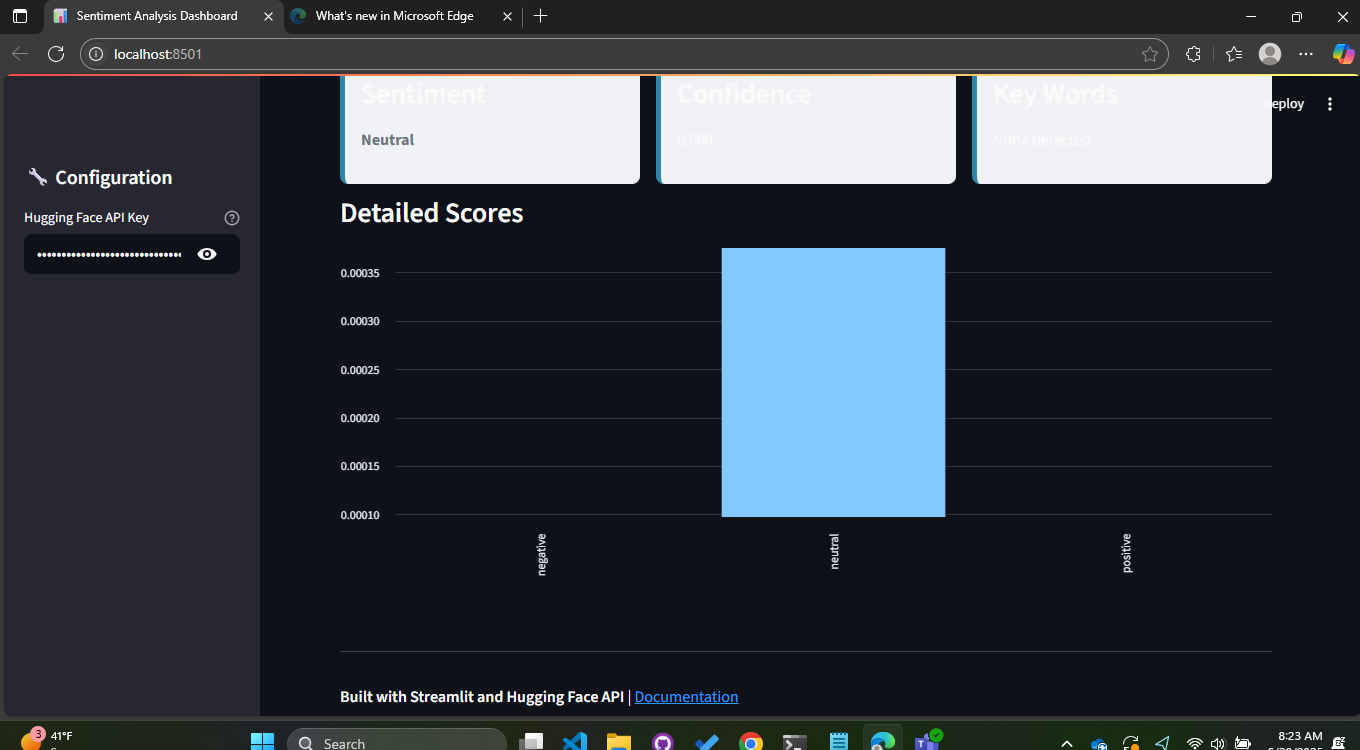 Sentiment Analysis Dashboard
What's new in Microsoft Edge
localhost:8501
Sentiment
Confidence
Key Words
eploy
Neutral
0.000
None detected
Configuration
Hugging Face API Key
Detailed Scores
0.00035
0.00030
0.00025
0.00020
0.00015
0.00010
negative
neutral
positive
Built with Streamlit and Hugging Face API | Documentation
3
41°F
Search
8:23 AM